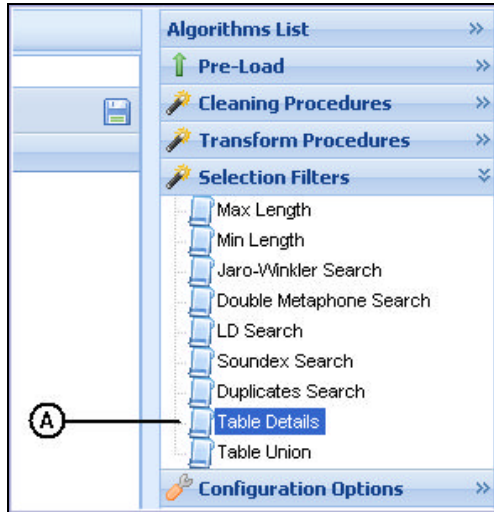 Algorithms List
Pre-Load
Cleaning Procedures
Transform Procedures
Selection Filters
Max Length
Min Length
Jaro-Winkler Search
Double Metaphone Search
LD Search
Soundex Search
Duplicates Search
A Table Details
Table Union
Configuration Options